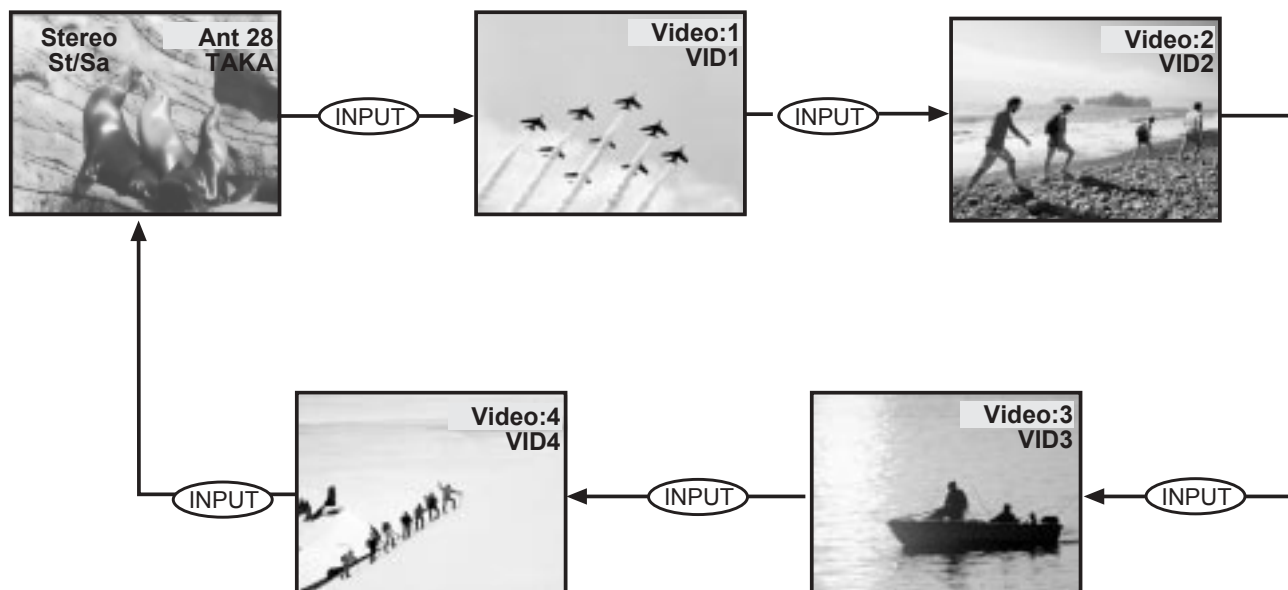 Stereo Ant 28
St/Sa TAKA
INPUT
Video:1
VID1
INPUT
Video:2
VID2
INPUT
Video:3
VID3
INPUT
Video:4
VID4
INPUT